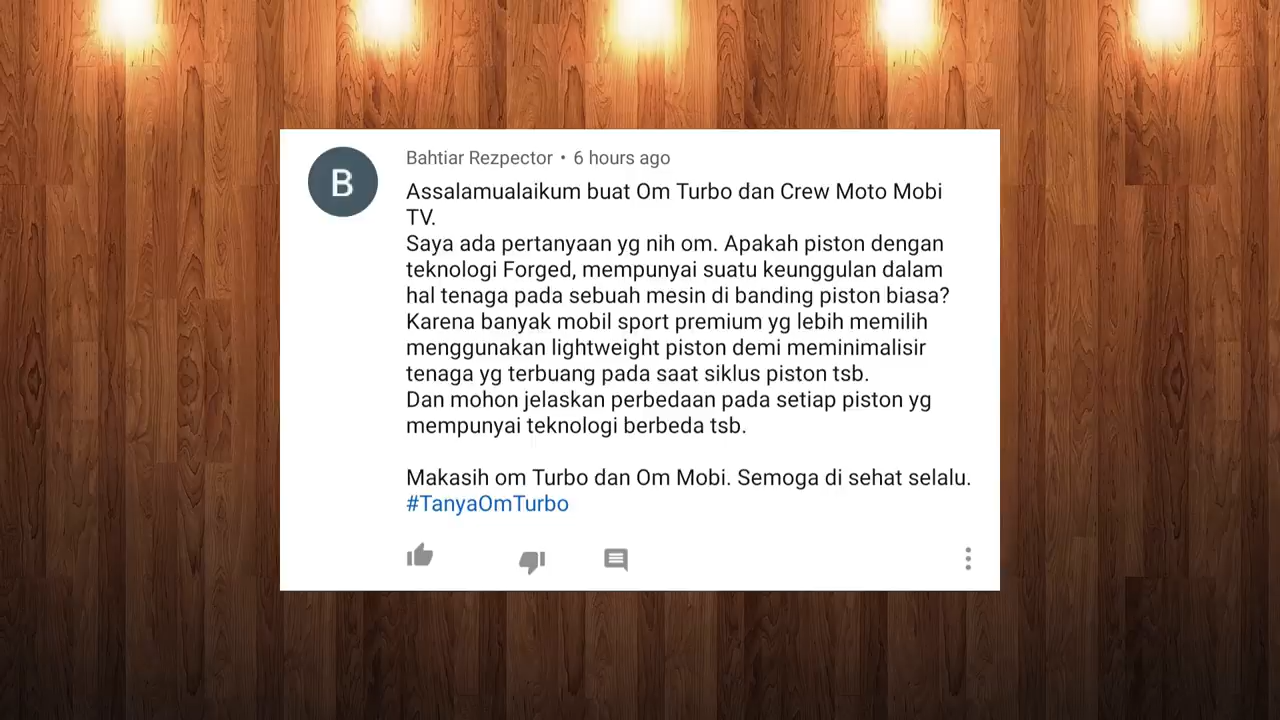 B
Bahtiar Rezpector • 6 hours ago
Assalamualaikum buat Om Turbo dan Crew Moto Mobi
TV.
Saya ada pertanyaan yg nih om. Apakah piston dengan
teknologi Forged, mempunyai suatu keunggulan dalam
hal tenaga pada sebuah mesin di banding piston biasa?
Karena banyak mobil sport premium yg lebih memilih
menggunakan lightweight piston demi meminimalisir
tenaga yg terbuang pada saat siklus piston tsb.
Dan mohon jelaskan perbedaan pada setiap piston yg
mempunyai teknologi berbeda tsb.
Makasih om Turbo dan Om Mobi. Semoga di sehat selalu.
#TanyaOmTurbo